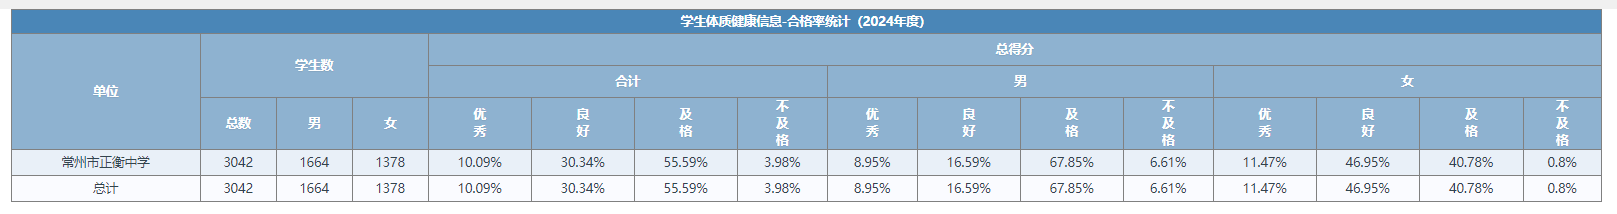 学生体质健康信息-合格率统计（2024年度）
单位 学生数 总得分
合计 男 女
总数 男 女 优秀 良好 及格 不及格 优秀 良好 及格 不及格 优秀 良好 及格 不及格
常州市正衡中学 3042 1664 1378 10.09% 30.34% 55.59% 3.98% 8.95% 16.59% 67.85% 6.61% 11.47% 46.95% 40.78% 0.8%
总计 3042 1664 1378 10.09% 30.34% 55.59% 3.98% 8.95% 16.59% 67.85% 6.61% 11.47% 46.95% 40.78% 0.8%